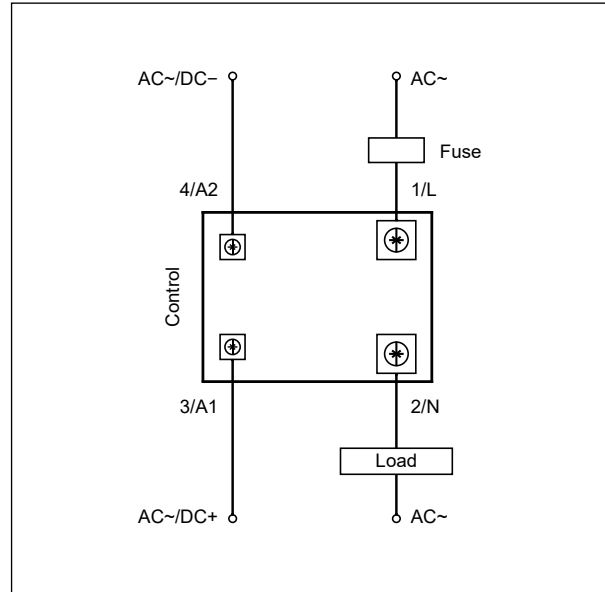 AC~/DC−
AC~
Fuse
4/A2
1/L
Control
3/A1
2/N
Load
AC~/DC+
AC~